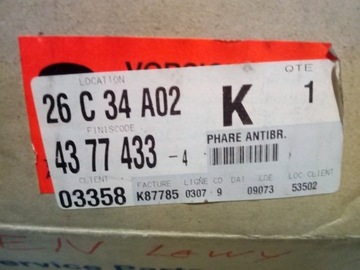 LOCATION QTE
26 C 34 A02 K 1
FINISCODE
PHARE ANTIBR.
43 77 433 - 4
CLIENT FACTURE LIGNE CO DAI LOC CLIENT
03358 K87785 0307 9 09073 53502